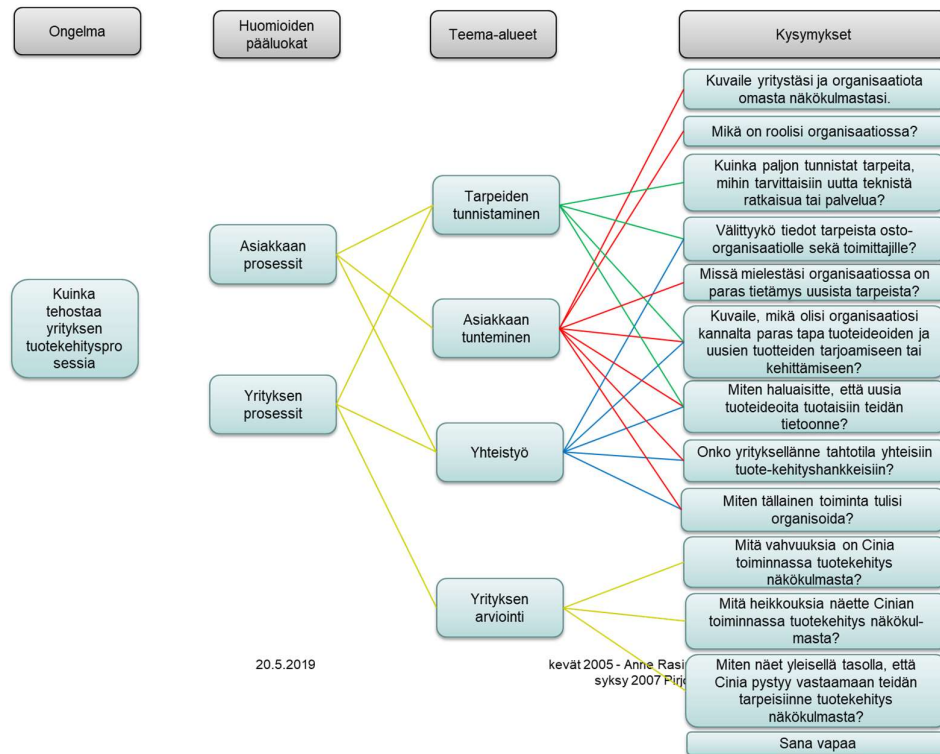 Ongelma
Huomioiden
pääluokat
Teema-alueet
Kysymykset
Kuinka
tehostaa
yrityksen
tuotekehityspro
sessia
Asiakkaan
prosessit
Yrityksen
prosessit
Tarpeiden
tunnistaminen
Asiakkaan
tunteminen
Yhteistyö
Yrityksen
arviointi
Kuvaile yritystäsi ja organisaatiota
omasta näkökulmastasi.
Mikä on roolisi organisaatiossa?
Kuinka paljon tunnistat tarpeita,
mihin tarvittaisiin uutta teknistä
ratkaisua tai palvelua?
Välittyykö tiedot tarpeista osto-
organisaatiolle sekä toimittajille?
Missä mielestäsi organisaatiossa on
paras tietämys uusista tarpeista?
Kuvaile, mikä olisi organisaatiosi
kannalta paras tapa tuoteideoiden ja
uusien tuotteiden tarjoamiseen tai
kehittämiseen?
Miten haluaisitte, että uusia
tuoteideoita tuotaisiin teidän
tietoonne?
Onko yrityksellänne tahtotila yhteisiin
tuote-kehityshankkeisiin?
Miten tällainen toiminta tulisi
organisoida?
Mitä vahvuuksia on Cinia
toiminnassa tuotekehitys
näkökulmasta?
Mitä heikkouksia näette Cinian
toiminnassa tuotekehitys näkökul-
masta?
Miten näet yleisellä tasolla, että
Cinia pystyy vastaamaan teidän
tarpeisiinne tuotekehitys
näkökulmasta?
Sana vapaa
20.5.2019
kevät 2005 - Anne
syksy 2007